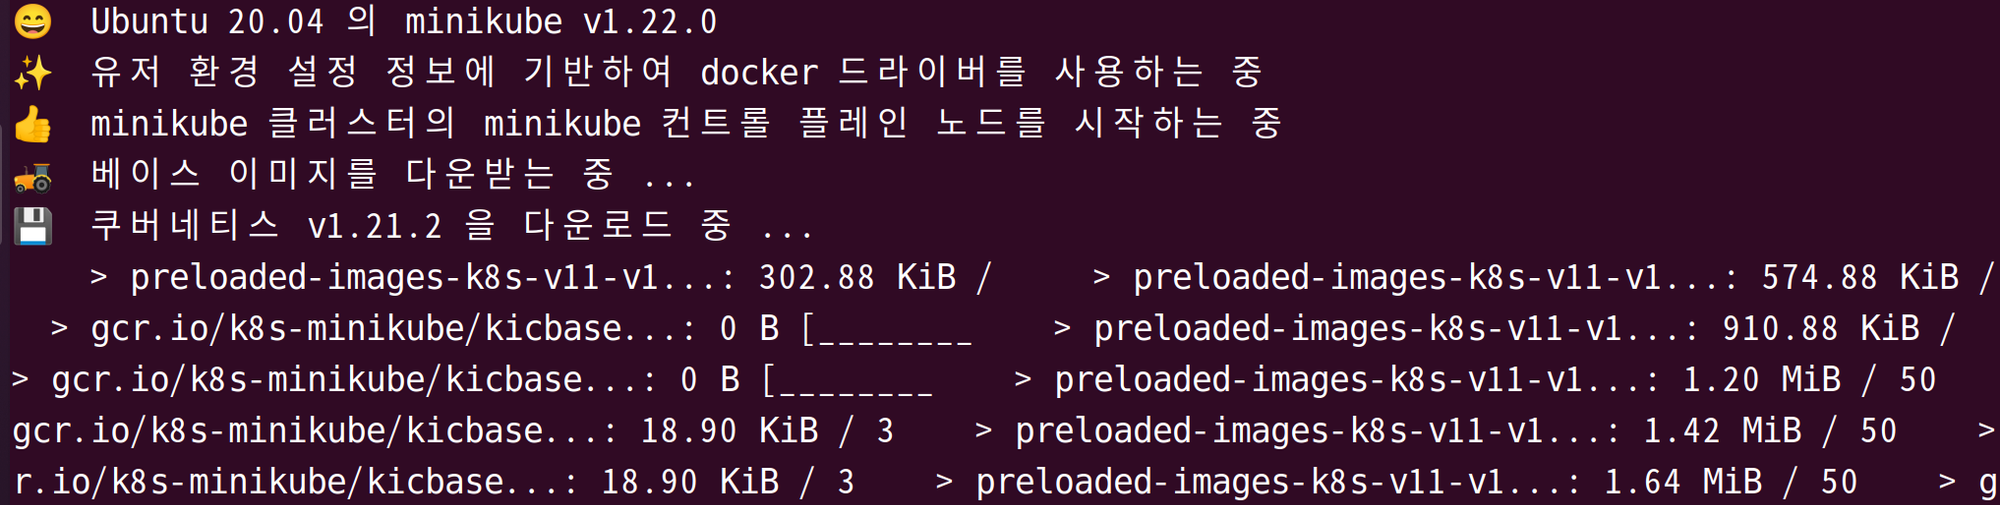 😄 Ubuntu 20.04 의 minikube v1.22.0
✨ 유저 환경 설정 정보에 기반하여 docker 드라이버를 사용하는 중
👍 minikube 클러스터의 minikube 컨트롤 플레인 노드를 시작하는 중
🚜 베이스 이미지를 다운받는 중 ...
💾 쿠버네티스 v1.21.2 을 다운로드 중 ...
> preloaded-images-k8s-v11-v1...: 302.88 KiB / > preloaded-images-k8s-v11-v1...: 574.88 KiB /
> gcr.io/k8s-minikube/kicbase...: 0 B [________ > preloaded-images-k8s-v11-v1...: 910.88 KiB /
> gcr.io/k8s-minikube/kicbase...: 0 B [________ > preloaded-images-k8s-v11-v1...: 1.20 MiB / 50
gcr.io/k8s-minikube/kicbase...: 18.90 KiB / 3 > preloaded-images-k8s-v11-v1...: 1.42 MiB / 50 >
r.io/k8s-minikube/kicbase...: 18.90 KiB / 3 > preloaded-images-k8s-v11-v1...: 1.64 MiB / 50 > g